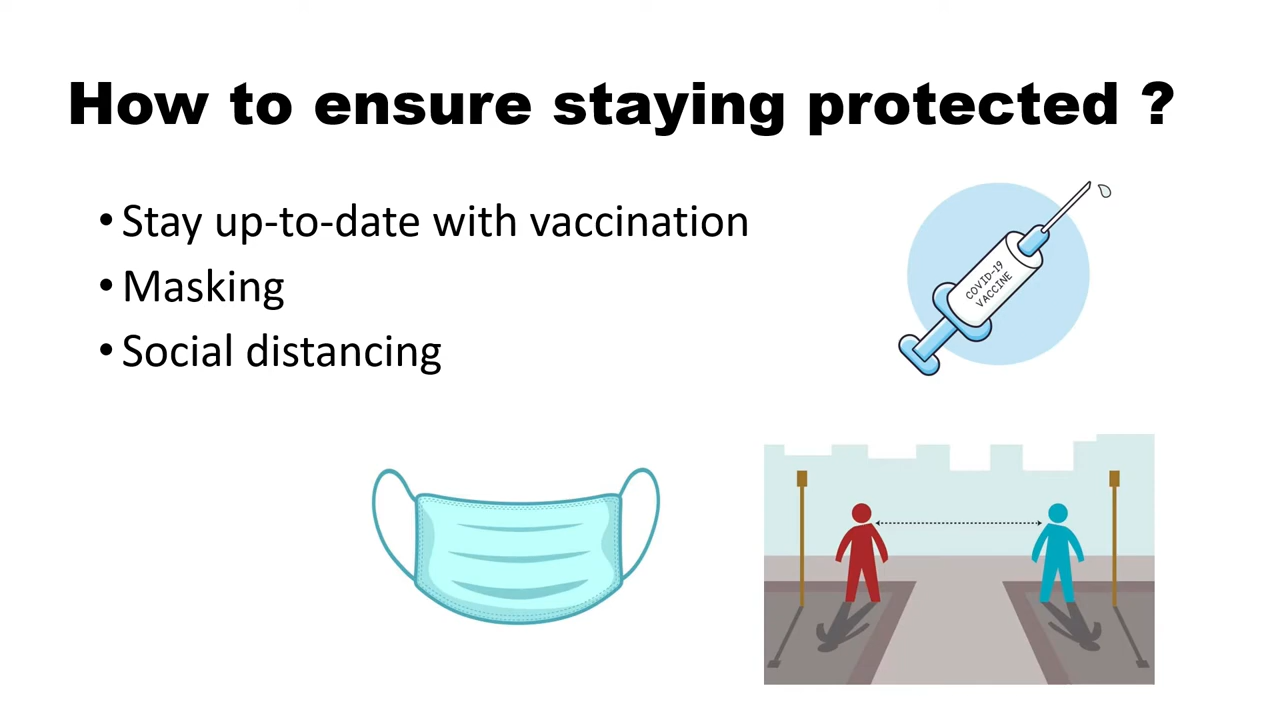 How to ensure staying protected ?
• Stay up-to-date with vaccination
• Masking
• Social distancing
COVID-19
VACCINE